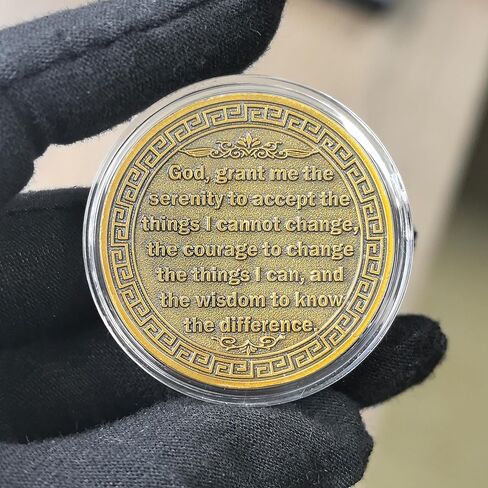 God, grant me the
serenity to accept the
things I cannot change,
the courage to change
the things I can, and
the wisdom to know
the difference.